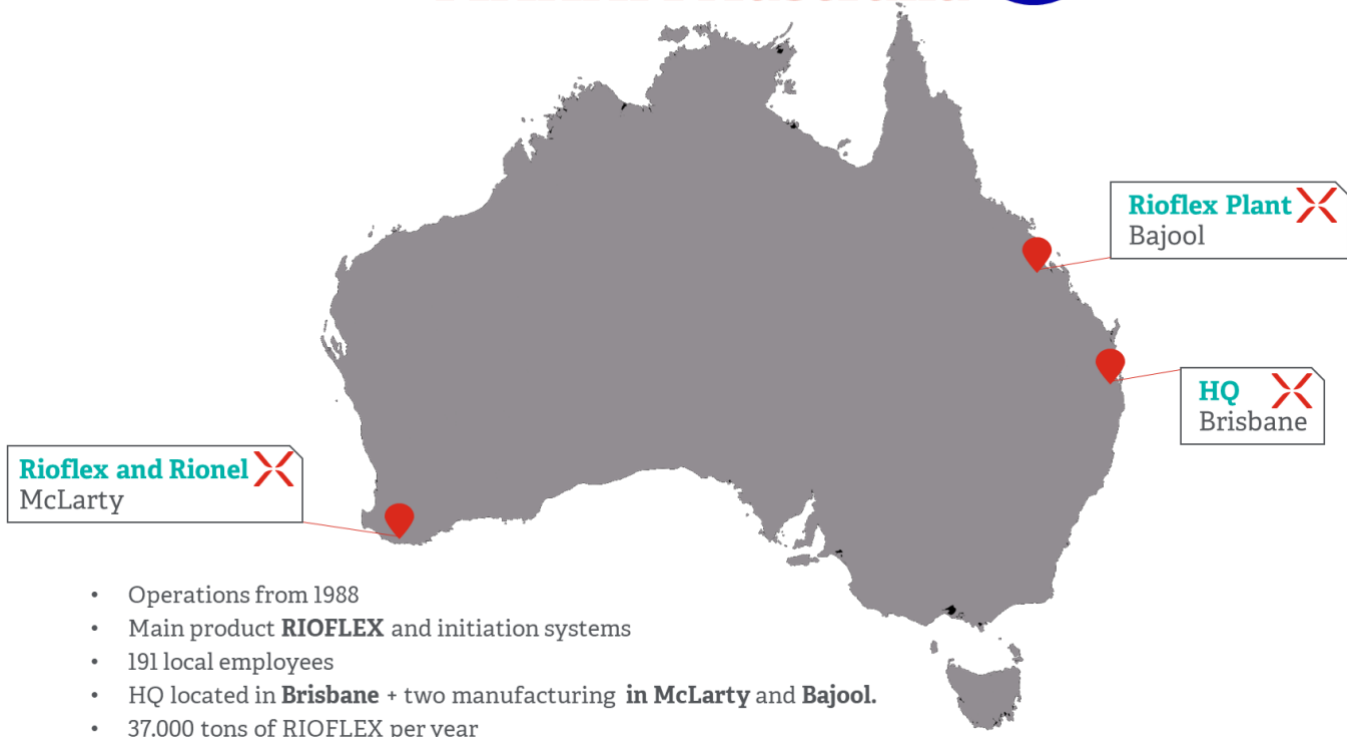 Rioflex Plant
Bajool
HQ
Brisbane
Rioflex and Rionel
McLarty
• Operations from 1988
• Main product RIOFLEX and initiation systems
• 191 local employees
• HQ located in Brisbane + two manufacturing in McLarty and Bajool.
• 37.000 tons of RIOFLEX per year